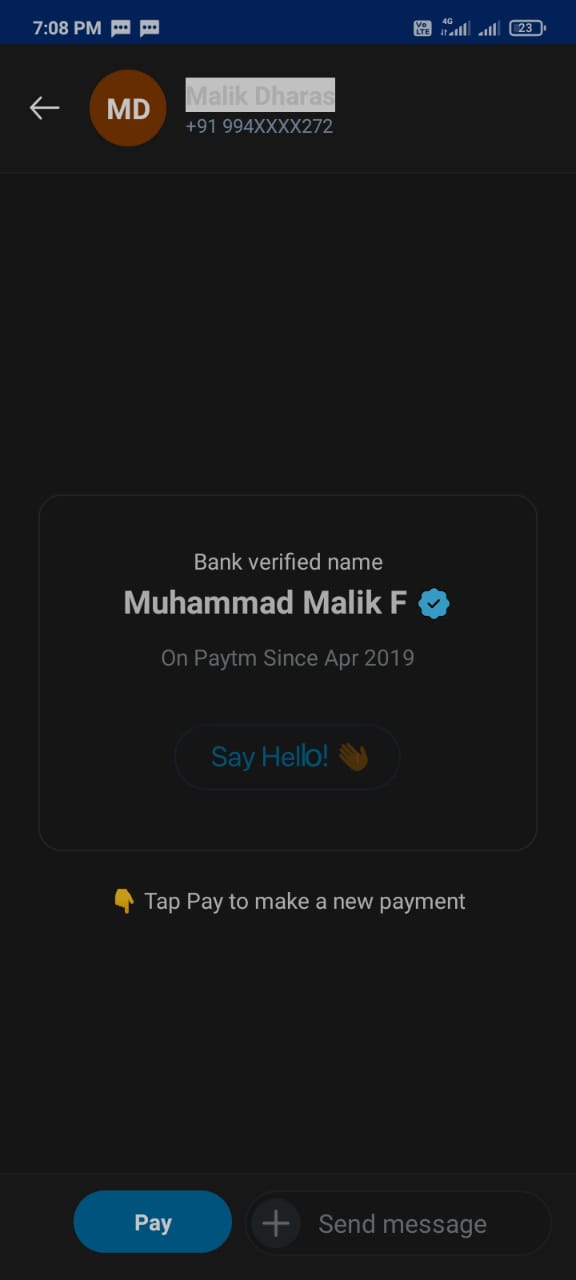 7:08 PM
Vo LTE 4G 23
MD
Malik Dharas
+91 994XXXX272
Bank verified name
Muhammad Malik F
On Paytm Since Apr 2019
Say Hello! 👋
👇 Tap Pay to make a new payment
Pay
+ Send message